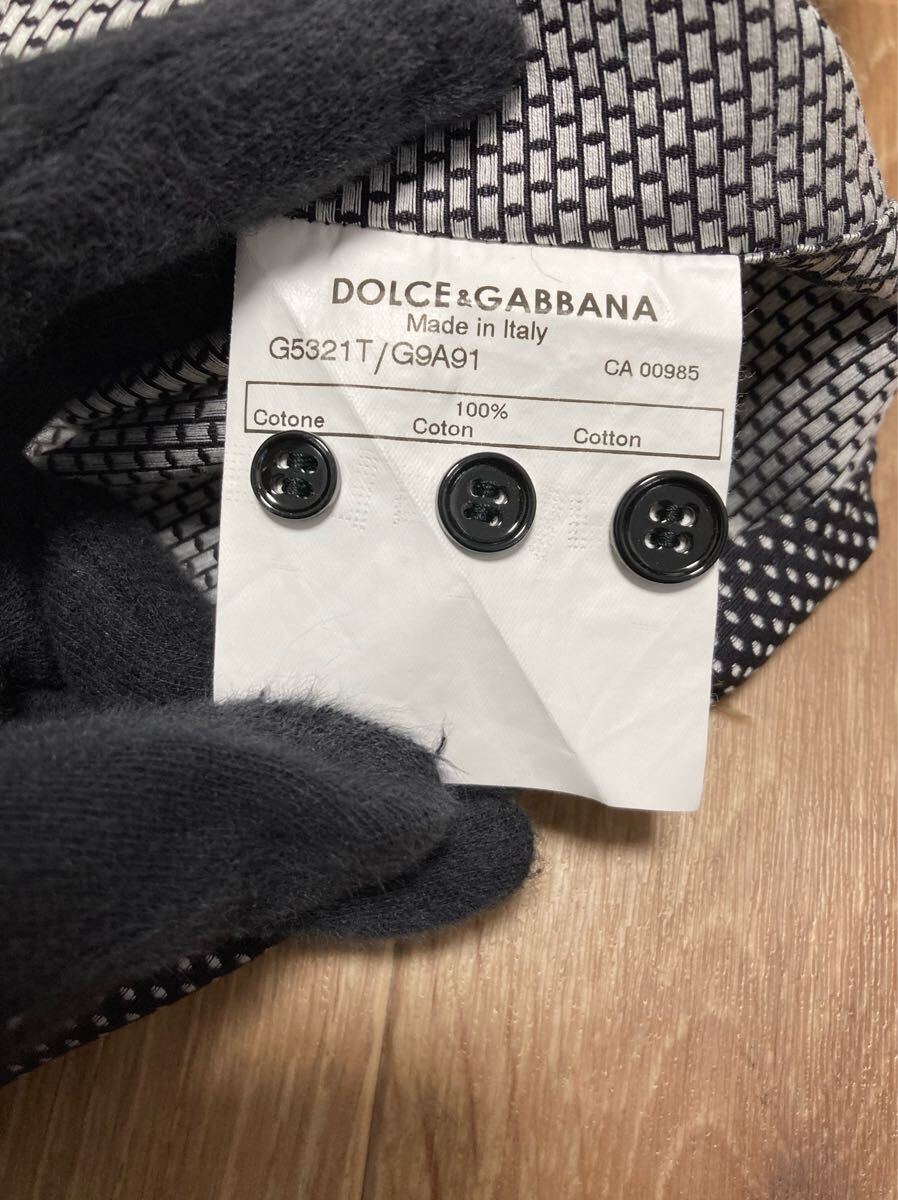 DOLCE&GABBANA
Made in Italy
G5321T/G9A91 CA 00985
100%
Cotone Coton Cotton